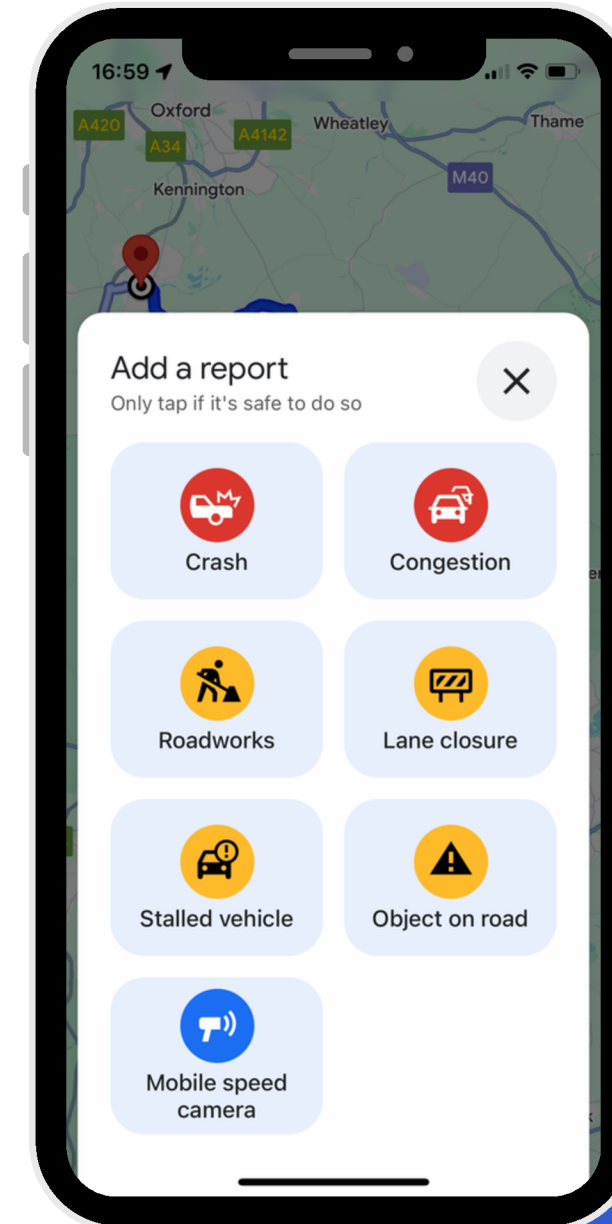 16:59
Oxford
A420
A34
A4142
Wheatley
Thame
Kennington
M40
Add a report
Only tap if it's safe to do so
Crash
Congestion
Roadworks
Lane closure
Stalled vehicle
Object on road
Mobile speed
camera